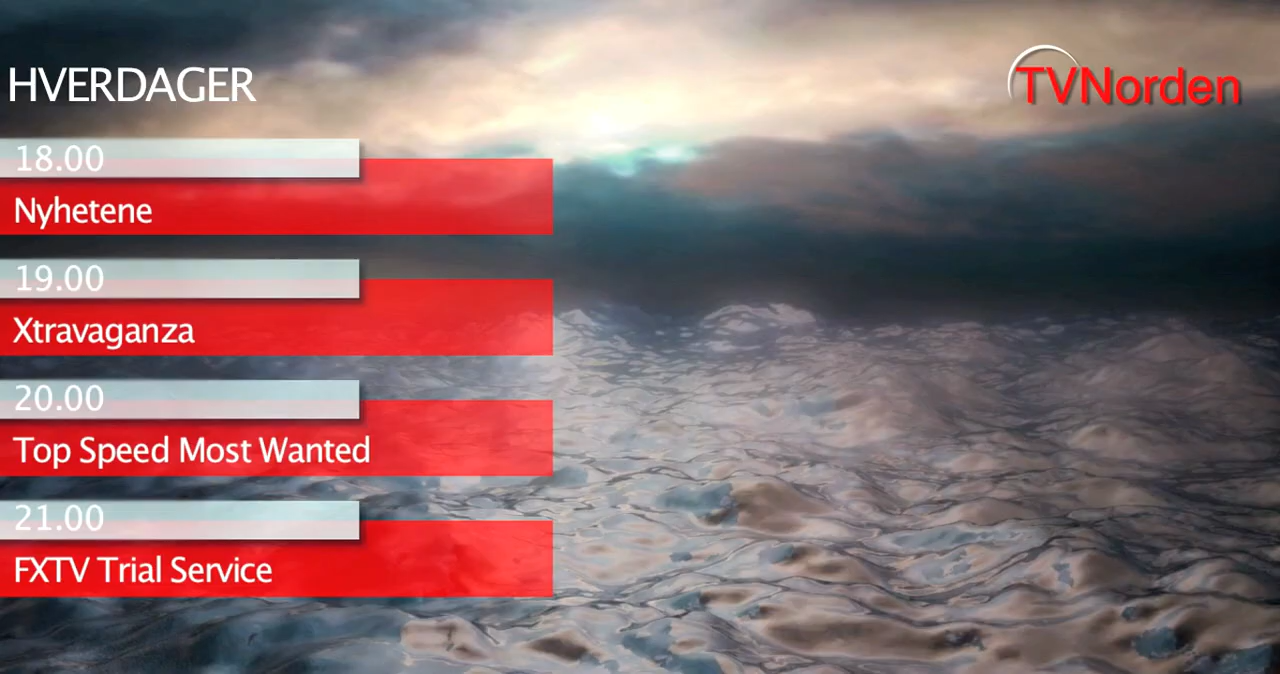 HVERDAGER
TVNorden
18.00
Nyhetene
19.00
Xtravaganza
20.00
Top Speed Most Wanted
21.00
FXTV Trial Service